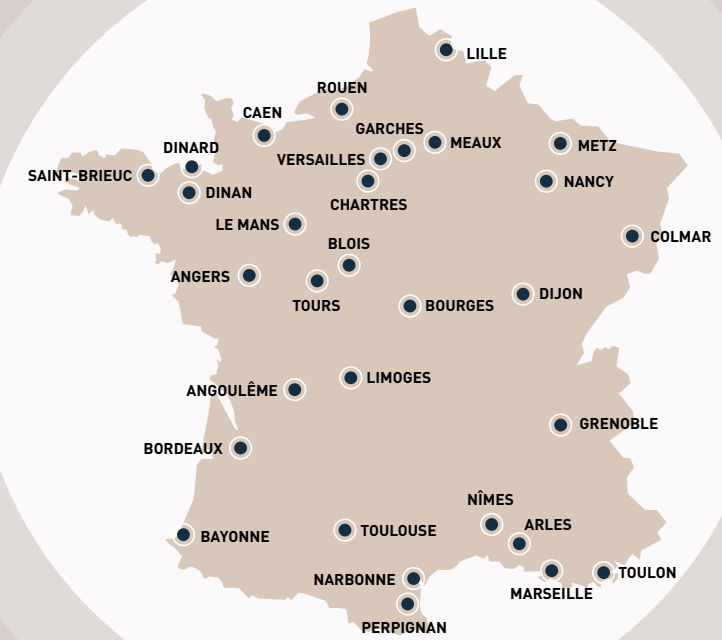 LILLE
ROUEN
CAEN
GARCHES
MEAUX
METZ
DINARD
VERSAILLES
SAINT-BRIEUC
NANCY
DINAN
CHARTRES
LE MANS
COLMAR
BLOIS
ANGERS
DIJON
TOURS
BOURGES
LIMOGES
ANGOULÊME
GRENOBLE
BORDEAUX
NÎMES
ARLES
TOULOUSE
BAYONNE
TOULON
NARBONNE
MARSEILLE
PERPIGNAN